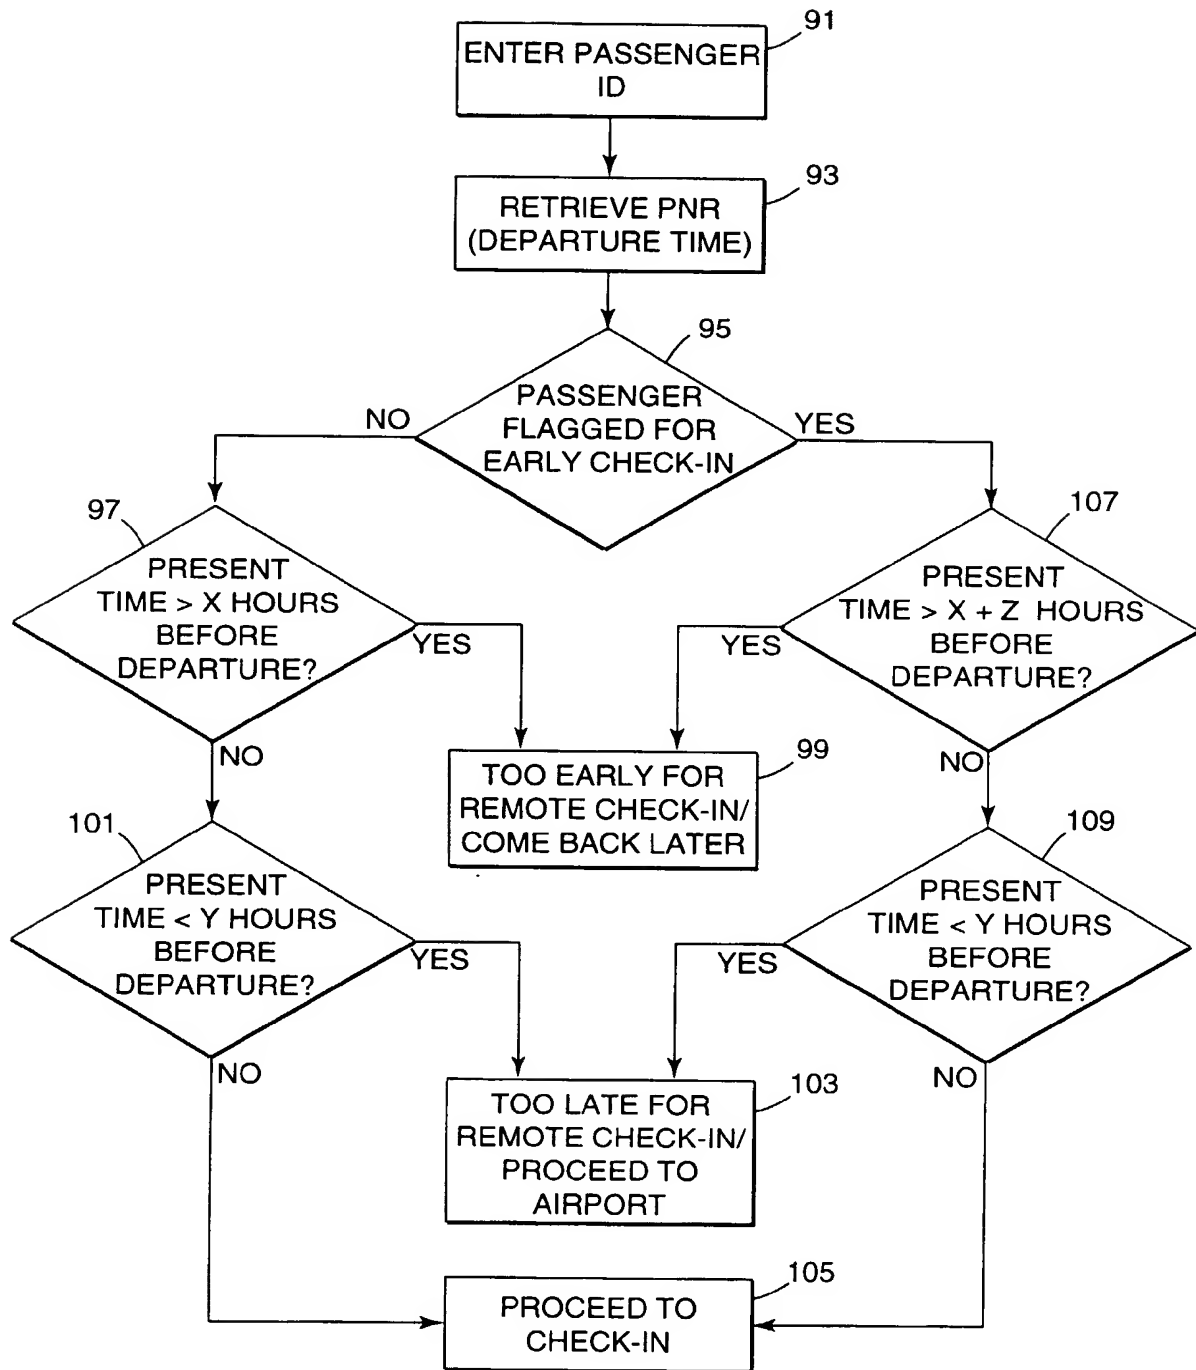 91
ENTER PASSENGER
ID
93
RETRIEVE PNR
(DEPARTURE TIME)
95
PASSENGER
FLAGGED FOR
EARLY CHECK-IN
NO
YES
97
PRESENT
TIME > X HOURS
BEFORE
DEPARTURE?
YES
NO
107
PRESENT
TIME > X + Z HOURS
BEFORE
DEPARTURE?
YES
NO
99
TOO EARLY FOR
REMOTE CHECK-IN/
COME BACK LATER
101
PRESENT
TIME < Y HOURS
BEFORE
DEPARTURE?
YES
NO
109
PRESENT
TIME < Y HOURS
BEFORE
DEPARTURE?
YES
NO
103
TOO LATE FOR
REMOTE CHECK-IN/
PROCEED TO
AIRPORT
105
PROCEED TO
CHECK-IN